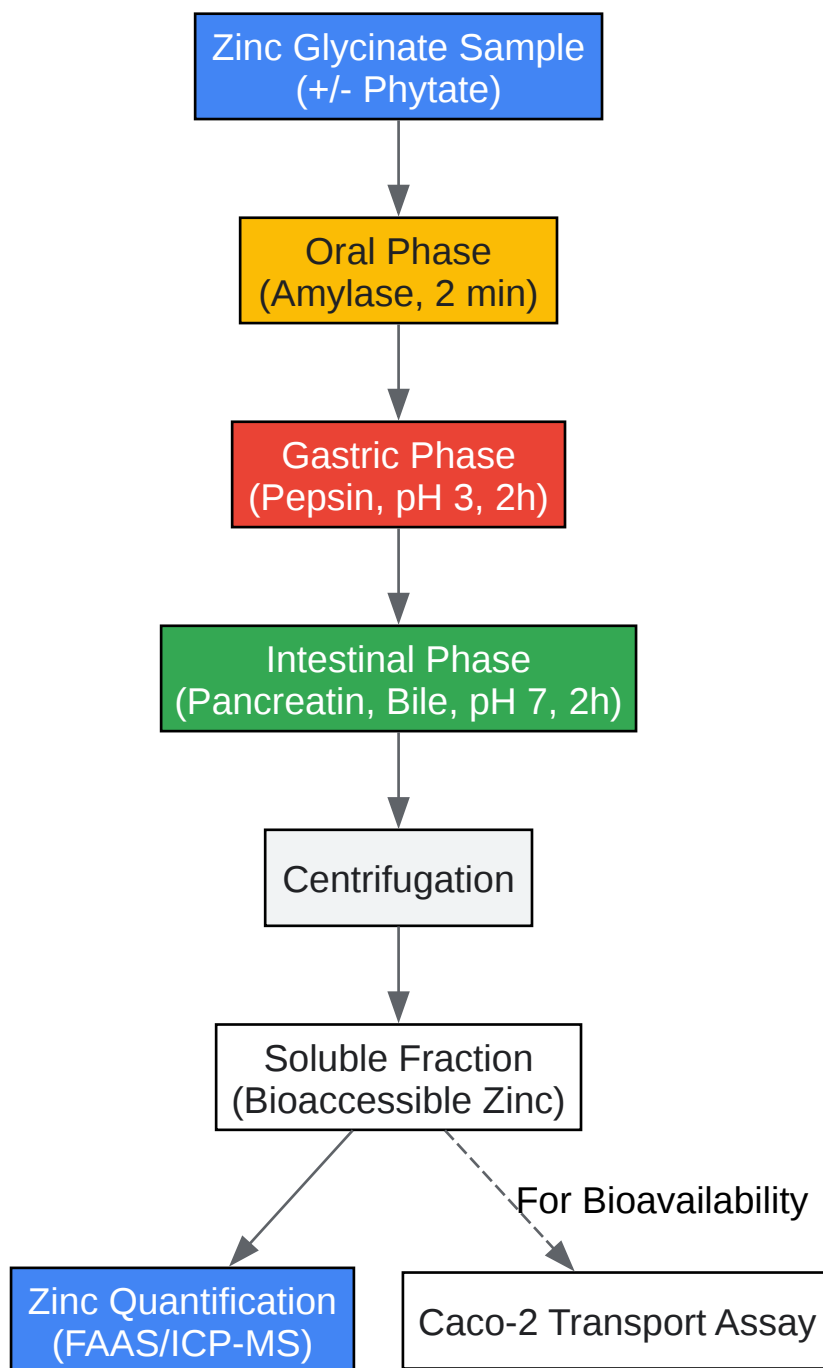 Zinc Glycinate Sample
(+/- Phytate)
Oral Phase
(Amylase, 2 min)
Gastric Phase
(Pepsin, pH 3, 2h)
Intestinal Phase
(Pancreatin, Bile, pH 7, 2h)
Centrifugation
Soluble Fraction
(Bioaccessible Zinc)
For Bioavailability
Zinc Quantification
(FAAS/ICP-MS)
Caco-2 Transport Assay